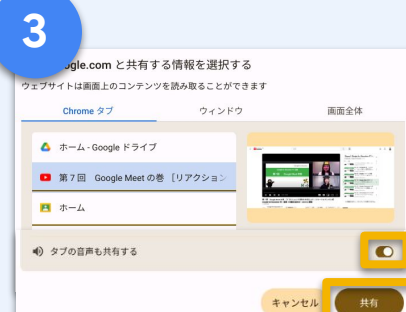 3
ogle.com と共有する情報を選択する
ウェブサイトは画面上のコンテンツを読み取ることができます
Chrome タブ ウィンドウ 画面全体
ホーム - Google ドライブ
第7回 Google Meet の巻 [リアクション
ホーム
タブの音声も共有する
キャンセル 共有